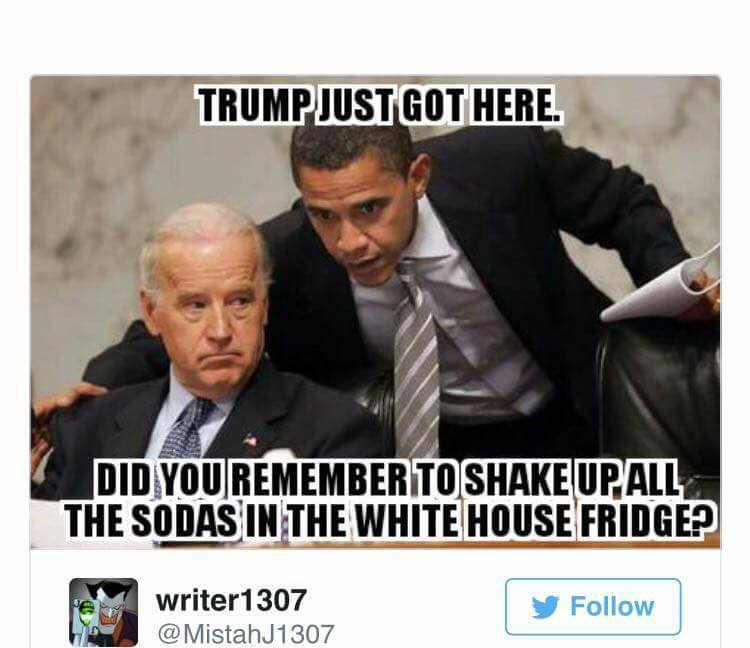 TRUMP JUST GOT HERE.
DID YOU REMEMBER TO SHAKE UP ALL
THE SODAS IN THE WHITE HOUSE FRIDGE?
writer1307
Follow
@MistahJ1307